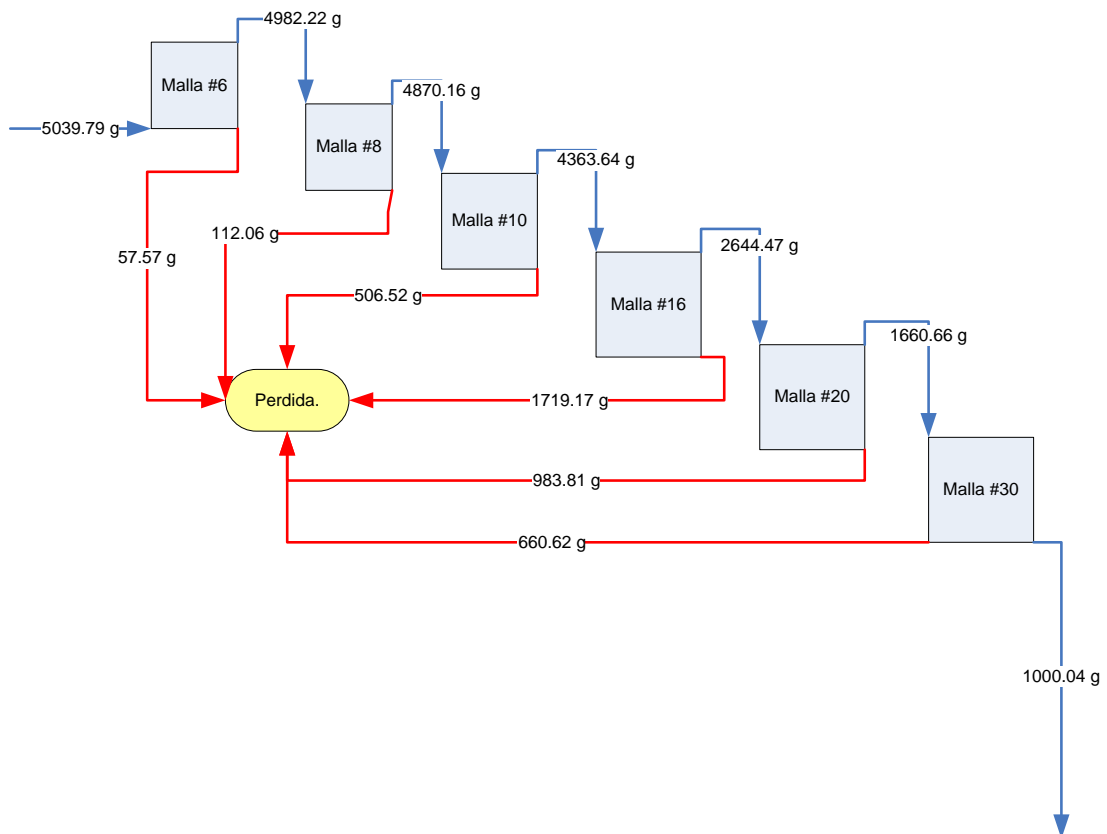 4982.22 g
Malla #6
4870.16 g
5039.79 g
Malla #8
4363.64 g
Malla #10
112.06 g
2644.47 g
57.57 g
506.52 g
Malla #16
1660.66 g
Perdida.
1719.17 g
Malla #20
983.81 g
Malla #30
660.62 g
1000.04 g